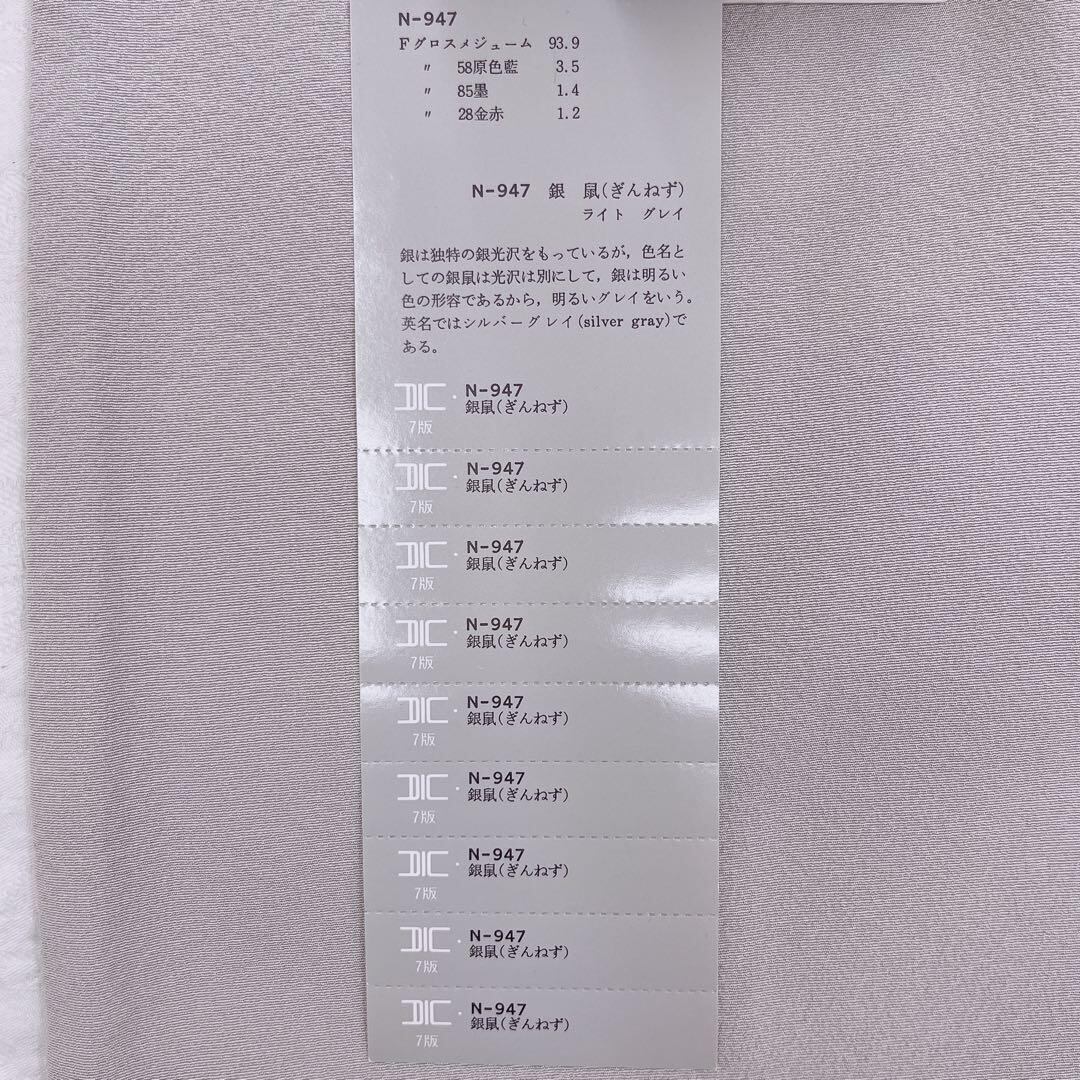 N-947
Fグロスメジューム 93.9
〃 58原色藍 3.5
〃 85墨 1.4
〃 28金赤 1.2
N-947 銀 鼠(ぎんねず)
ライト グレイ
銀は独特の銀光沢をもっているが，色名と
しての銀鼠は光沢は別にして，銀は明るい
色の形容であるから，明るいグレイをいう。
英名ではシルバーグレイ(silver gray)で
ある。
DIC・ N-947
銀鼠(ぎんねず)
7版
DIC・ N-947
銀鼠(ぎんねず)
7版
DIC・ N-947
銀鼠(ぎんねず)
7版
DIC・ N-947
銀鼠(ぎんねず)
7版
DIC・ N-947
銀鼠(ぎんねず)
7版
DIC・ N-947
銀鼠(ぎんねず)
7版
DIC・ N-947
銀鼠(ぎんねず)
7版
DIC・ N-947
銀鼠(ぎんねず)
7版
DIC・ N-947
銀鼠(ぎんねず)
7版